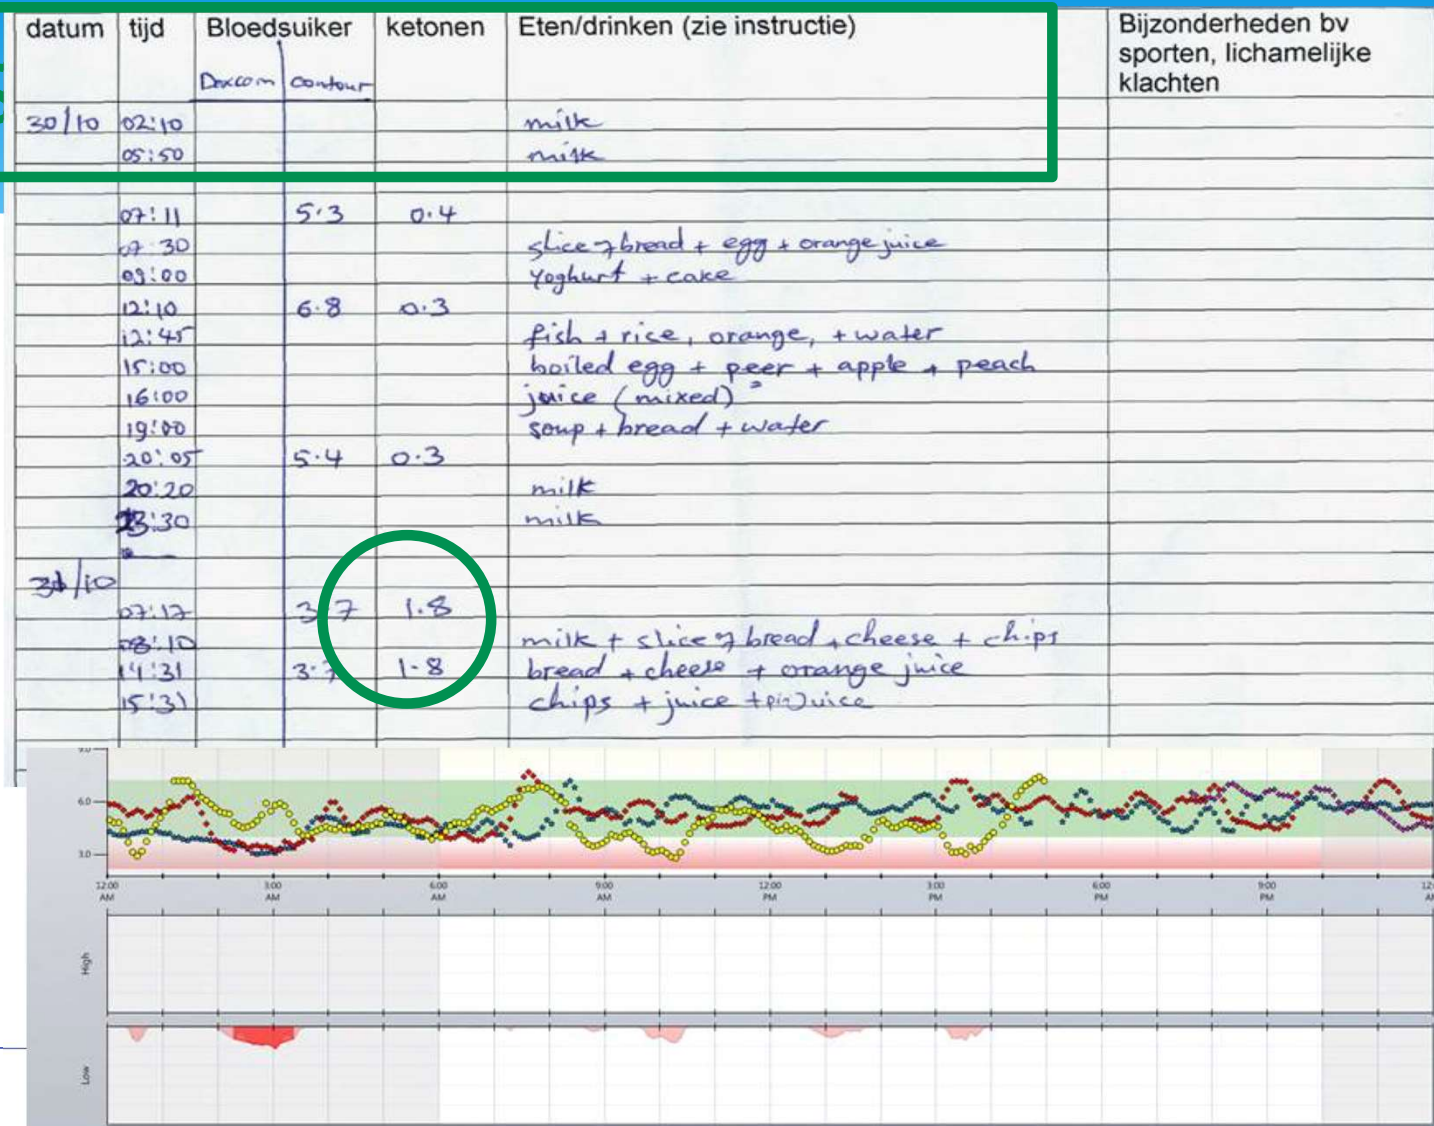 datum tijd Bloedsuiker ketonen Eten/drinken (zie instructie) Bijzonderheden bv
sporten, lichamelijke
klachten
Dexcom contour
30/10 02:10 milk
05:50 milk
07:11 5.3 0.4
07:30 slice of bread + egg + orange juice
09:00 Yoghurt + cake
12:10 6.8 0.3
12:45 fish + rice, orange, + water
15:00 boiled egg + peer + apple + peach
16:00 juice (mixed)
19:00 soup + bread + water
20:05 5.4 0.3
20:20 milk
23:30 milk
31/10
07:17 3.7 1.8
08:10 milk + slice of bread + cheese + chips
14:31 3.7 1.8 bread + cheese + orange juice
15:31 chips + juice +
9.0
6.0
3.0
12:00 3:00 6:00 9:00 12:00 3:00 6:00 9:00
AM AM AM AM PM PM PM PM
High
Low